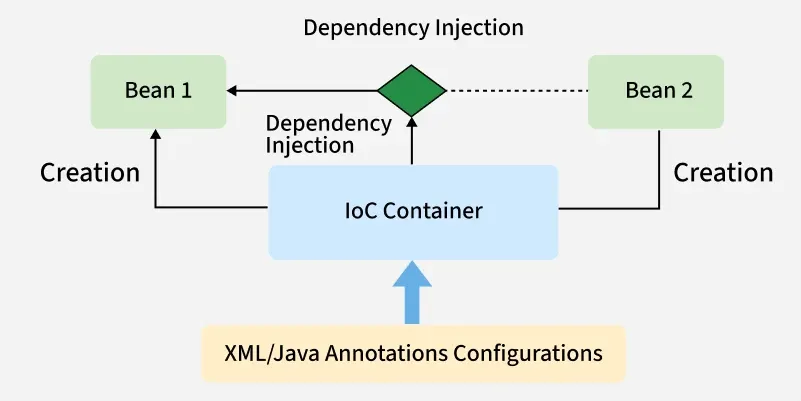 Dependency Injection
Bean 1
Bean 2
Dependency
Injection
Creation
Creation
IoC Container
XML/Java Annotations Configurations